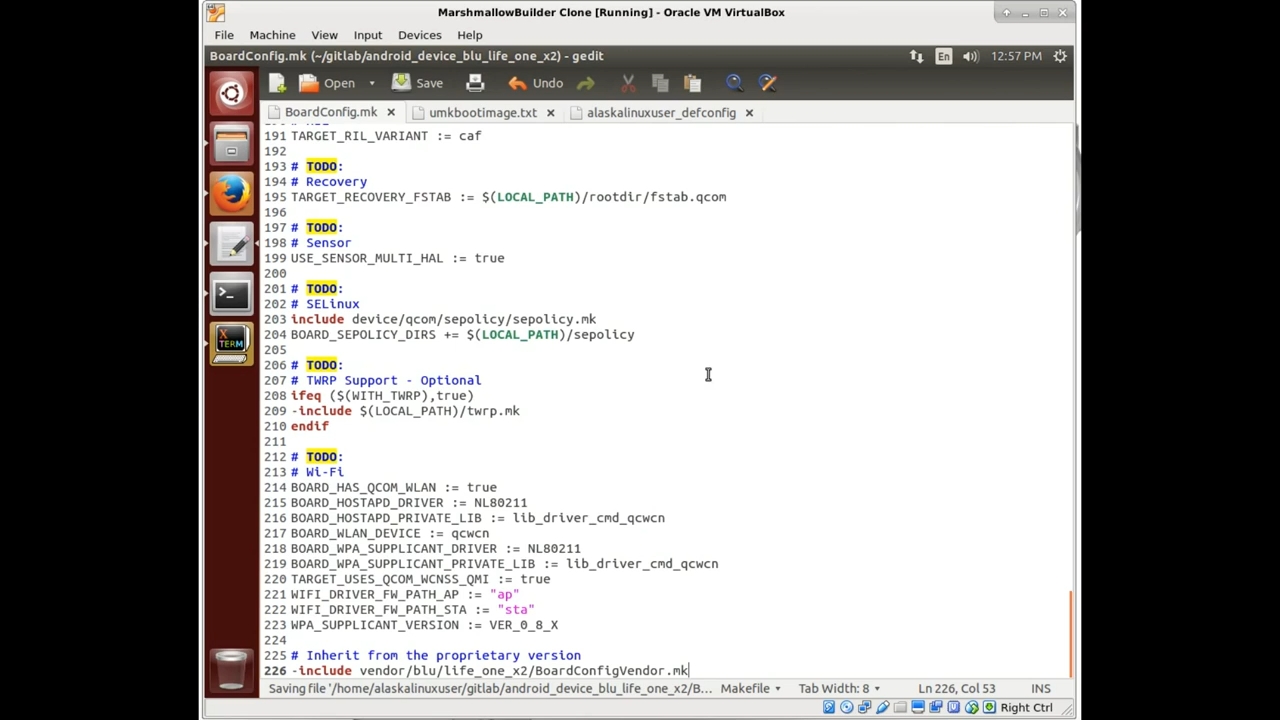 MarshmallowBuilder Clone [Running] - Oracle VM VirtualBox
File Machine View Input Devices Help
BoardConfig.mk (~/gitlab/android_device_blu_life_one_x2) - gedit
En 12:57 PM
Open Save Undo
BoardConfig.mk umkbootimage.txt alaskalinuxuser_defconfig
191 TARGET_RIL_VARIANT := caf
192
193 # TODO:
194 # Recovery
195 TARGET_RECOVERY_FSTAB := $(LOCAL_PATH)/rootdir/fstab.qcom
196
197 # TODO:
198 # Sensor
199 USE_SENSOR_MULTI_HAL := true
200
201 # TODO:
202 # SELinux
203 include device/qcom/sepolicy/sepolicy.mk
204 BOARD_SEPOLICY_DIRS += $(LOCAL_PATH)/sepolicy
205
206 # TODO:
207 # TWRP Support - Optional
208 ifeq ($(WITH_TWRP),true)
209 -include $(LOCAL_PATH)/twrp.mk
210 endif
211
212 # TODO:
213 # Wi-Fi
214 BOARD_HAS_QCOM_WLAN := true
215 BOARD_HOSTAPD_DRIVER := NL80211
216 BOARD_HOSTAPD_PRIVATE_LIB := lib_driver_cmd_qcwcn
217 BOARD_WLAN_DEVICE := qcwcn
218 BOARD_WPA_SUPPLICANT_DRIVER := NL80211
219 BOARD_WPA_SUPPLICANT_PRIVATE_LIB := lib_driver_cmd_qcwcn
220 TARGET_USES_QCOM_WCNSS_QMI := true
221 WIFI_DRIVER_FW_PATH_AP := "ap"
222 WIFI_DRIVER_FW_PATH_STA := "sta"
223 WPA_SUPPLICANT_VERSION := VER_0_8_X
224
225 # Inherit from the proprietary version
226 -include vendor/blu/life_one_x2/BoardConfigVendor.mk
Saving file '/home/alaskalinuxuser/gitlab/android_device_blu_life_one_x2/B... Makefile Tab Width: 8 Ln 226, Col 53 INS
Right Ctrl
X TERM